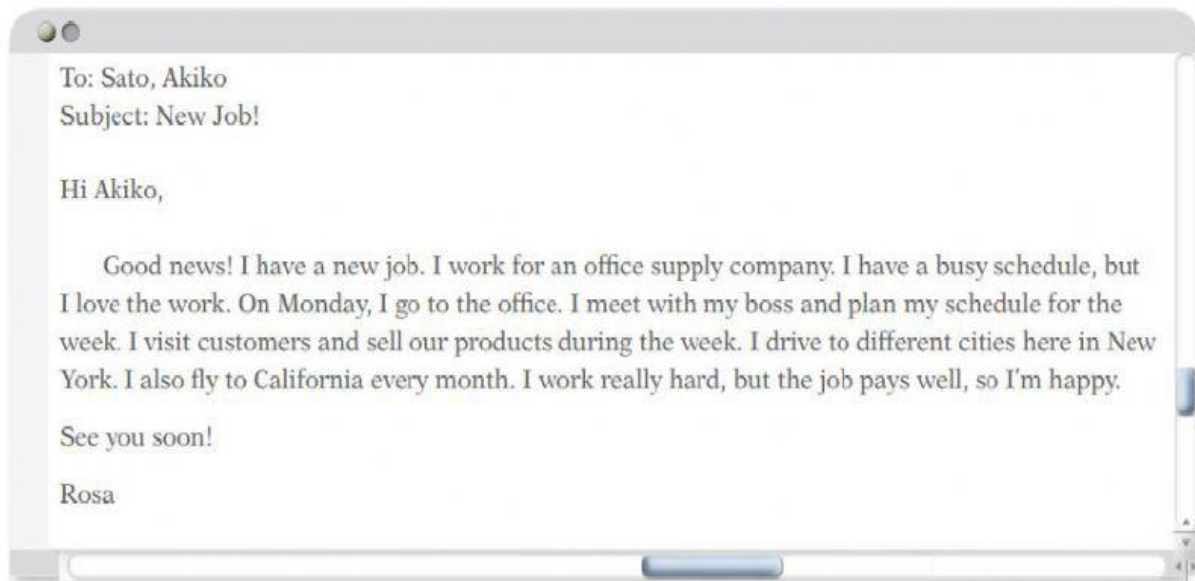 To: Sato, Akiko
Subject: New Job!
Hi Akiko,
Good news! I have a new job. I work for an office supply company. I have a busy schedule, but
I love the work. On Monday, I go to the office. I meet with my boss and plan my schedule for the
week. I visit customers and sell our products during the week. I drive to different cities here in New
York. I also fly to California every month. I work really hard, but the job pays well, so I'm happy.
See you soon!
Rosa